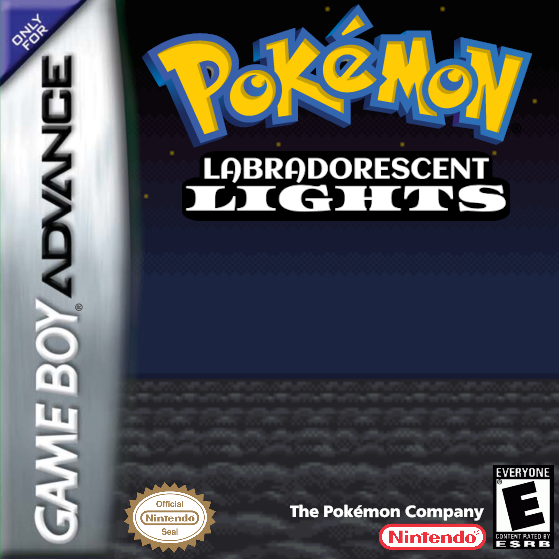 ONLY
FOR
GAME BOY ADVANCE
®
POKéMON
®
LABRADORESCENT
LIGHTS
Official
Nintendo
Seal
The Pokémon Company
Nintendo
®
EVERYONE
E
®
CONTENT RATED BY
ESRB